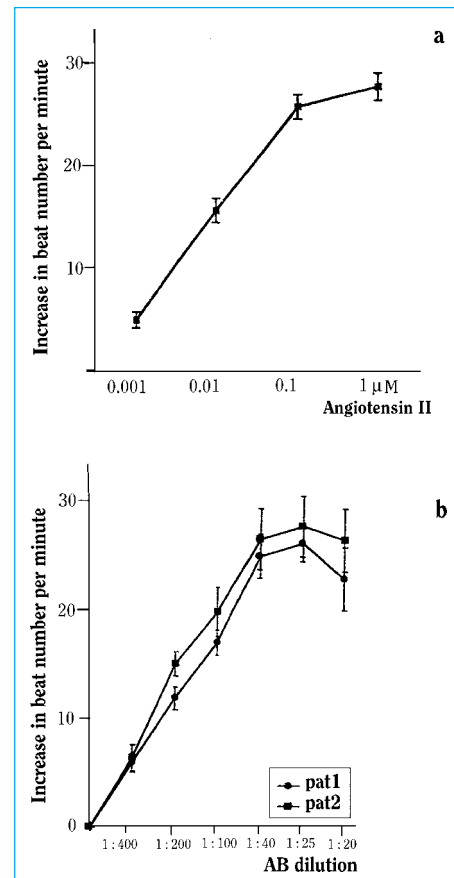 a
Increase in beat number per minute
30
20
10
0.001 0.01 0.1 1 µM
Angiotensin II
b
Increase in beat number per minute
30
20
10
0
pat1
pat2
1:400 1:200 1:100 1:40 1:25 1:20
AB dilution